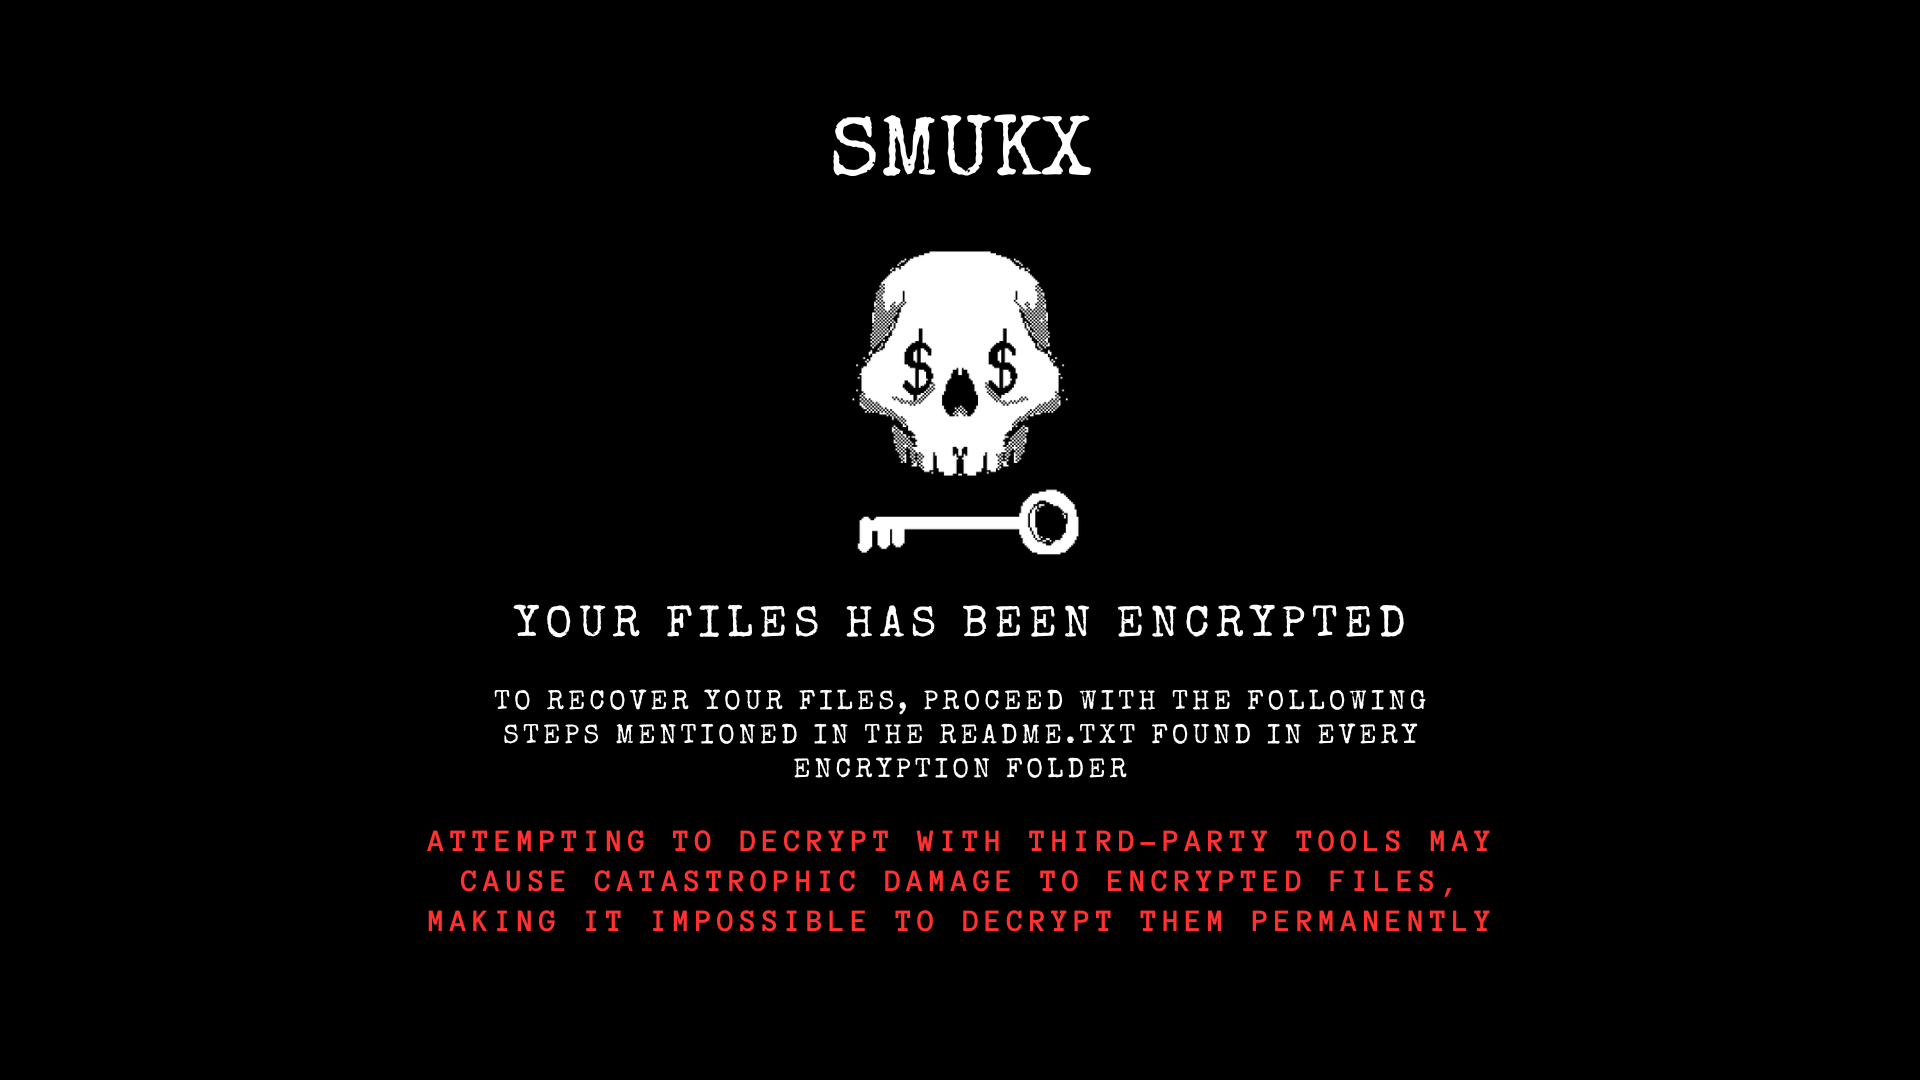 SMUKX
$ $
YOUR FILES HAS BEEN ENCRYPTED
TO RECOVER YOUR FILES, PROCEED WITH THE FOLLOWING
STEPS MENTIONED IN THE README.TXT FOUND IN EVERY
ENCRYPTION FOLDER
ATTEMPTING TO DECRYPT WITH THIRD-PARTY TOOLS MAY
CAUSE CATASTROPHIC DAMAGE TO ENCRYPTED FILES,
MAKING IT IMPOSSIBLE TO DECRYPT THEM PERMANENTLY